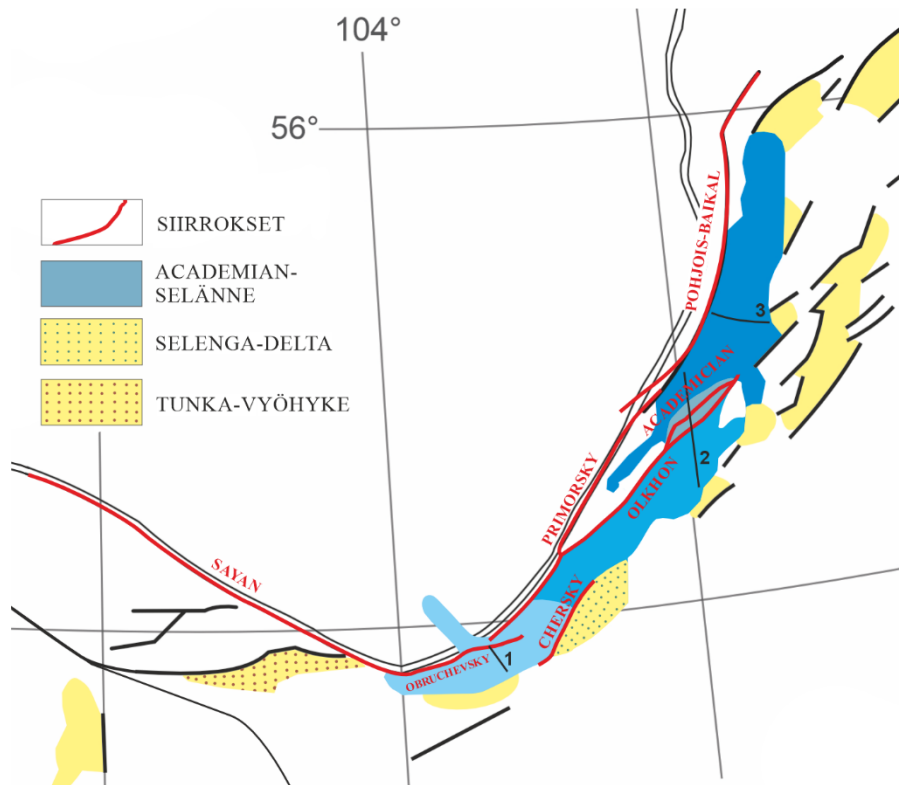 104°
56°
SIIRROKSET
ACADEMIAN-
SELÄNNE
SELENGA-DELTA
TUNKA-VYÖHYKE
POHJOIS-BAIKAL
3
ACADEMICIAN
2
OLKHON
PRIMORSKY
SAYAN
CHERSKY
1
OBRUCHEVSKY